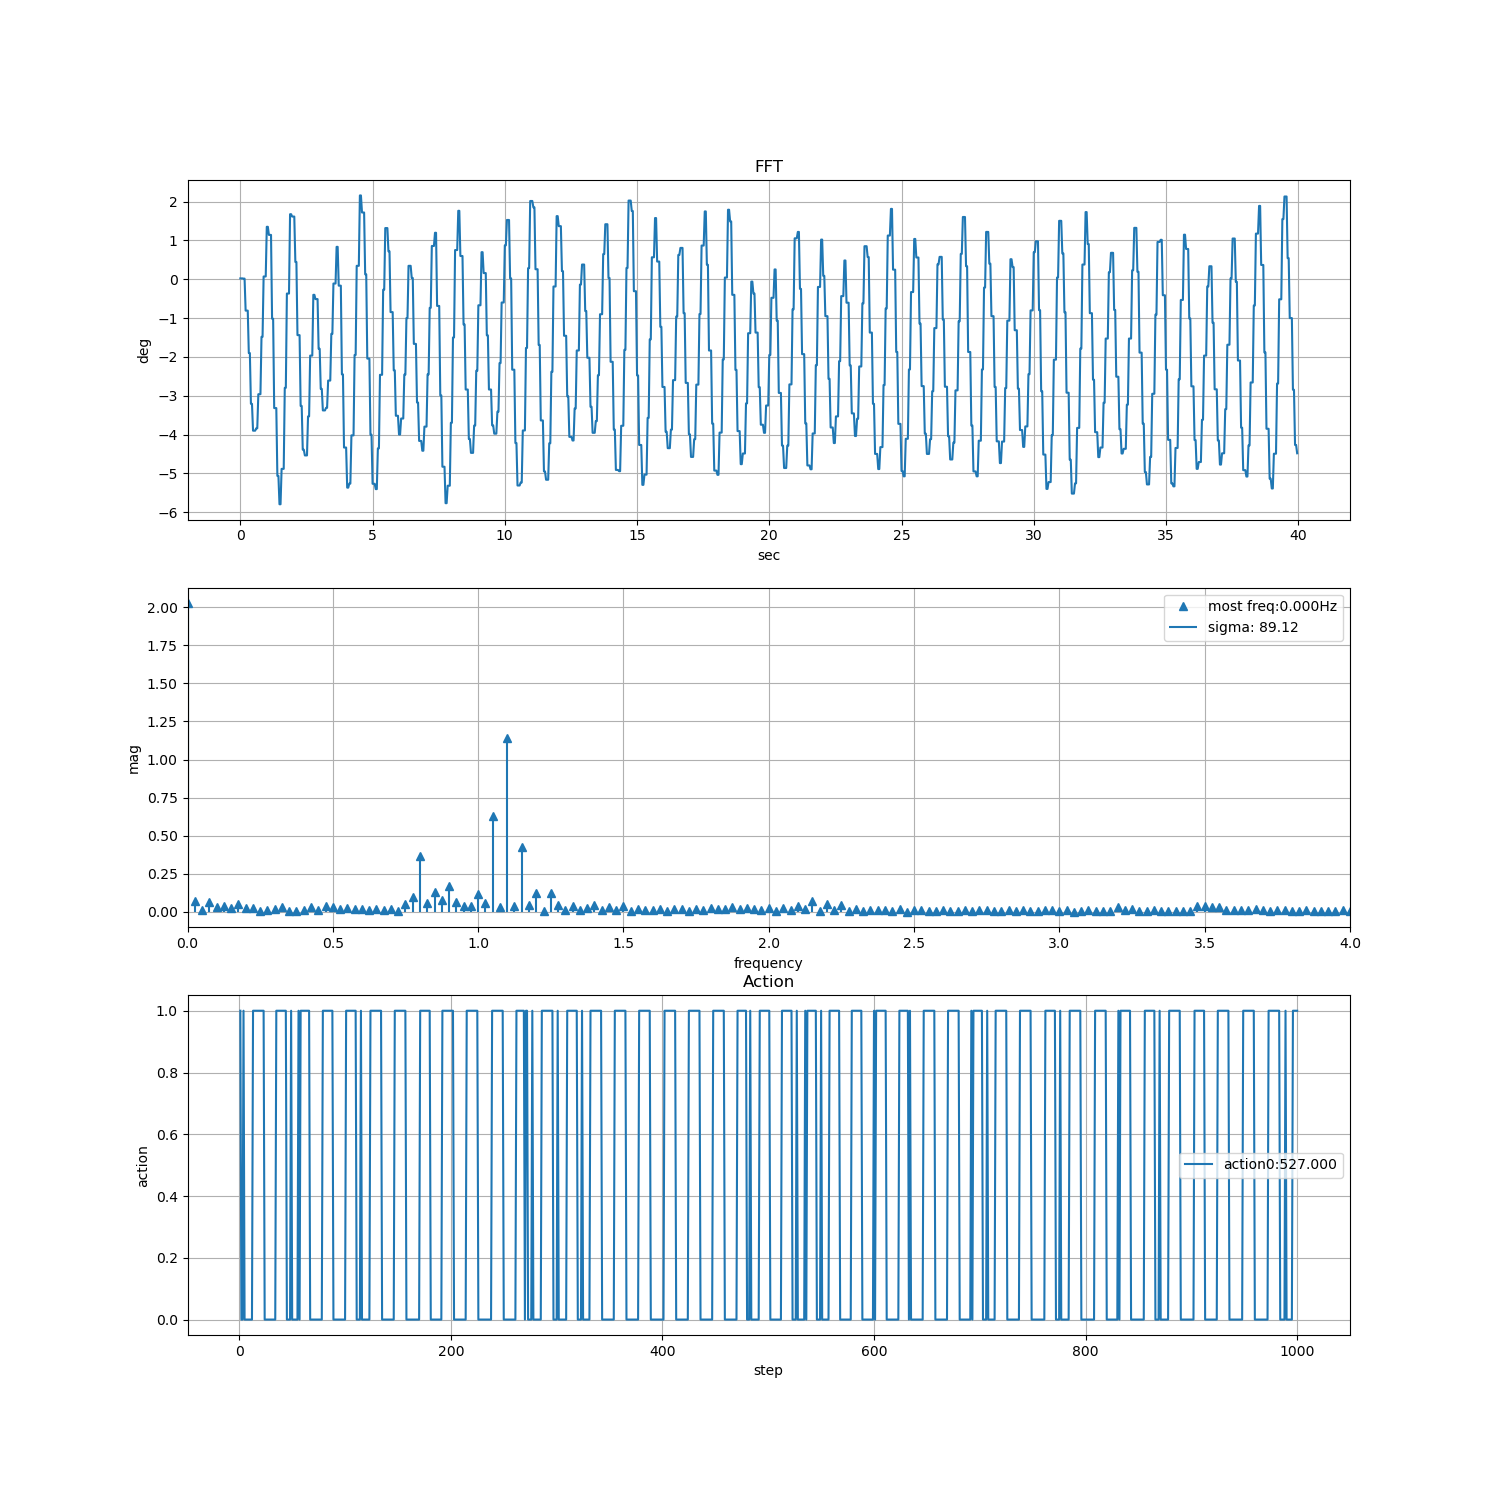 FFT
2
1
0
−1
−2
−3
−4
−5
−6
deg
0 5 10 15 20 25 30 35 40
sec
2.00
1.75
1.50
1.25
1.00
0.75
0.50
0.25
0.00
mag
most freq:0.000Hz
sigma: 89.12
0.0 0.5 1.0 1.5 2.0 2.5 3.0 3.5 4.0
frequency
Action
1.0
0.8
0.6
0.4
0.2
0.0
action
action0:527.000
0 200 400 600 800 1000
step